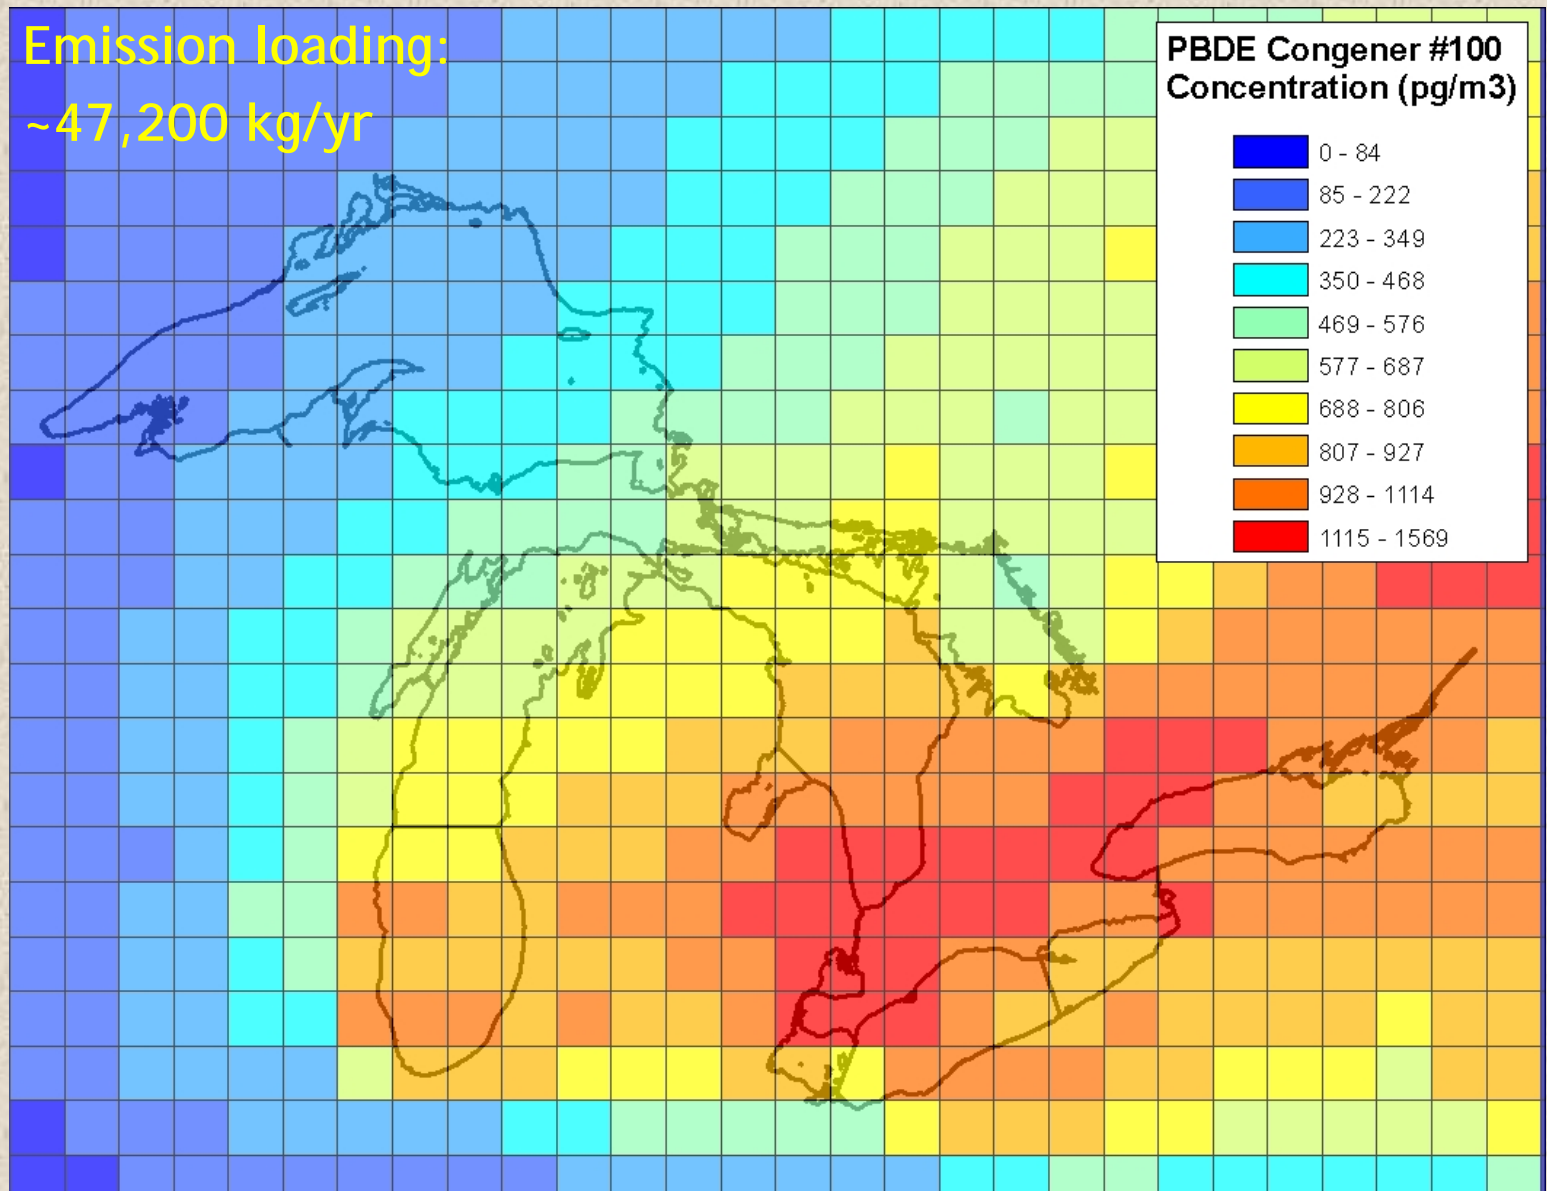 Emission loading:
~47,200 kg/yr
PBDE Congener #100
Concentration (pg/m3)
0 - 84
85 - 222
223 - 349
350 - 468
469 - 576
577 - 687
688 - 806
807 - 927
928 - 1114
1115 - 1569